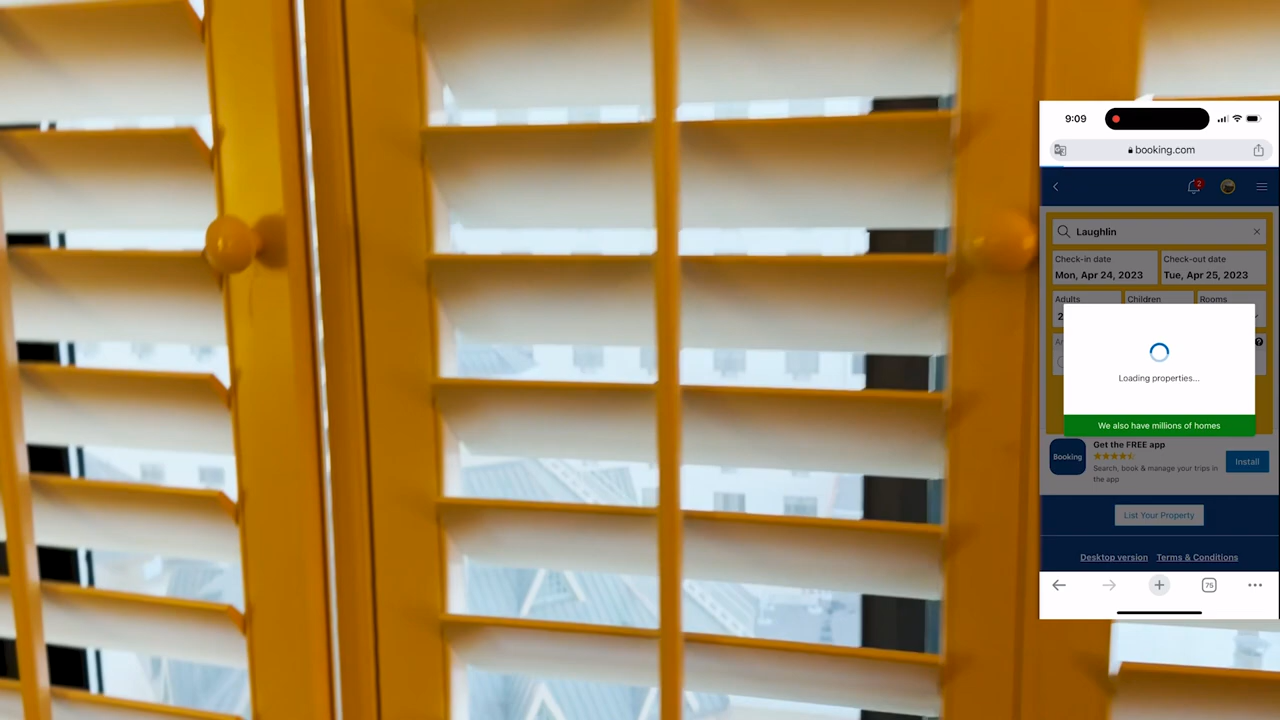 9:09
booking.com
2
Laughlin
Check-in date
Mon, Apr 24, 2023
Check-out date
Tue, Apr 25, 2023
Adults
Children
Rooms
2
Loading properties...
We also have millions of homes
Booking
Get the FREE app
Search, book & manage your trips in
the app
Install
List Your Property
Desktop version
Terms & Conditions
75